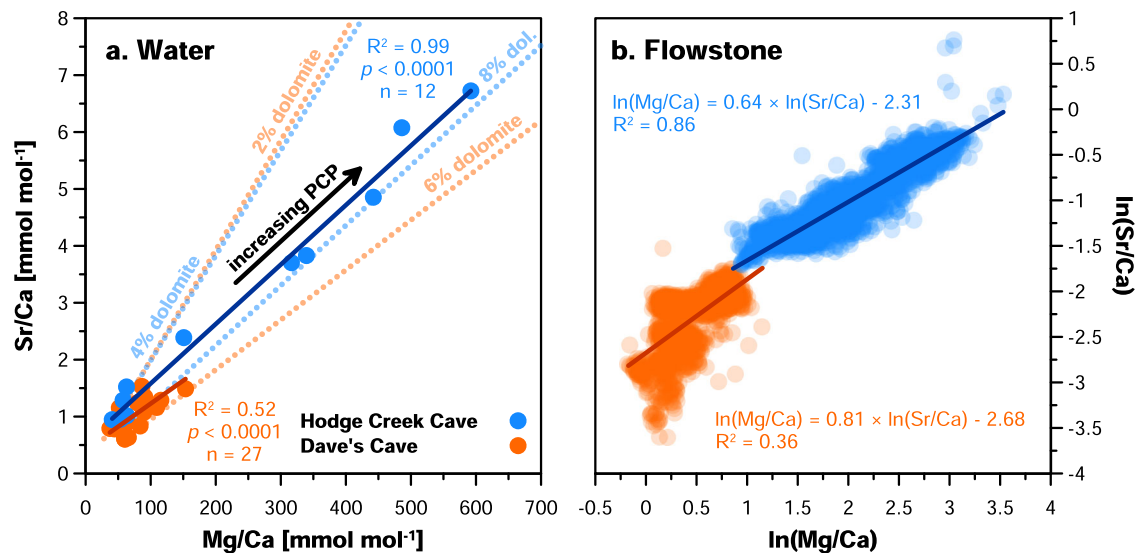 a. Water
R² = 0.99
p < 0.0001
n = 12
2% dolomite
8% dol.
6% dolomite
4% dolomite
increasing PCP
R² = 0.52
p < 0.0001
n = 27
Hodge Creek Cave
Dave's Cave
Sr/Ca [mmol mol⁻¹]
8
7
6
5
4
3
2
1
0
0 100 200 300 400 500 600 700
Mg/Ca [mmol mol⁻¹]
b. Flowstone
ln(Mg/Ca) = 0.64 × ln(Sr/Ca) - 2.31
R² = 0.86
ln(Mg/Ca) = 0.81 × ln(Sr/Ca) - 2.68
R² = 0.36
1
0.5
0
-0.5
-1
-1.5
-2
-2.5
-3
-3.5
-4
ln(Sr/Ca)
-0.5 0 0.5 1 1.5 2 2.5 3 3.5 4
ln(Mg/Ca)